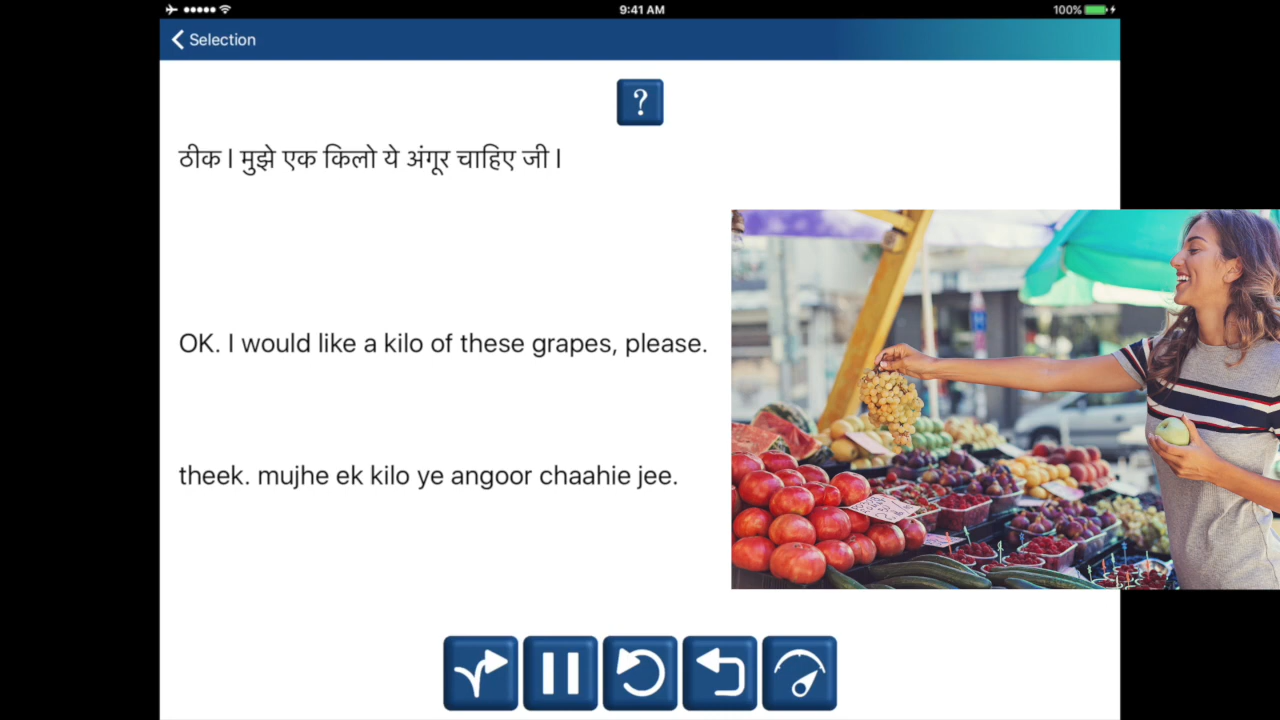 9:41 AM
100%
Selection
?
ठीक । मुझे एक किलो ये अंगूर चाहिए जी ।
OK. I would like a kilo of these grapes, please.
theek. mujhe ek kilo ye angoor chaahie jee.